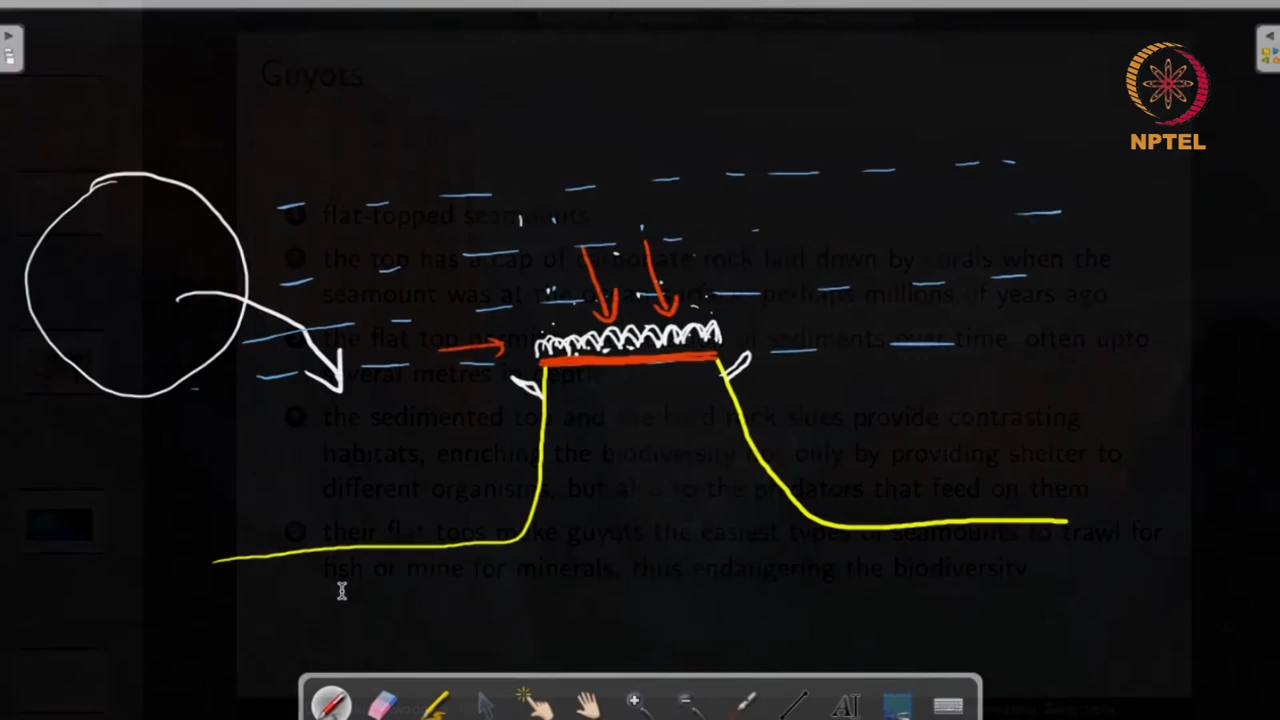 Guyots
NPTEL
flat-topped seamounts
the top has a cap of carbonate rock laid down by corals when the
seamount was at the ocean surface, perhaps millions of years ago
the flat top permits of sediments over time, often upto
several metres in depth
the sedimented top and the hard rock sides provide contrasting
habitats, enriching the biodiversity not only by providing shelter to
different organisms, but also to the predators that feed on them
their flat tops make guyots the easiest types of seamounts to trawl for
fish or mine for minerals, thus endangering the biodiversity